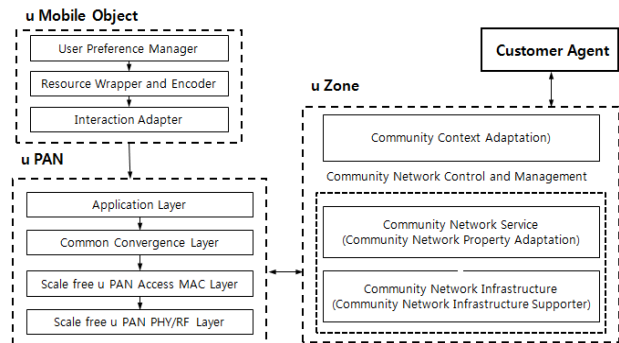 u Mobile Object
User Preference Manager
Resource Wrapper and Encoder
Interaction Adapter
u PAN
Application Layer
Common Convergence Layer
Scale free u PAN Access MAC Layer
Scale free u PAN PHY/RF Layer
Customer Agent
u Zone
Community Context Adaptation)
Community Network Control and Management
Community Network Service
(Community Network Property Adaptation)
Community Network Infrastructure
(Community Network Infrastructure Supporter)